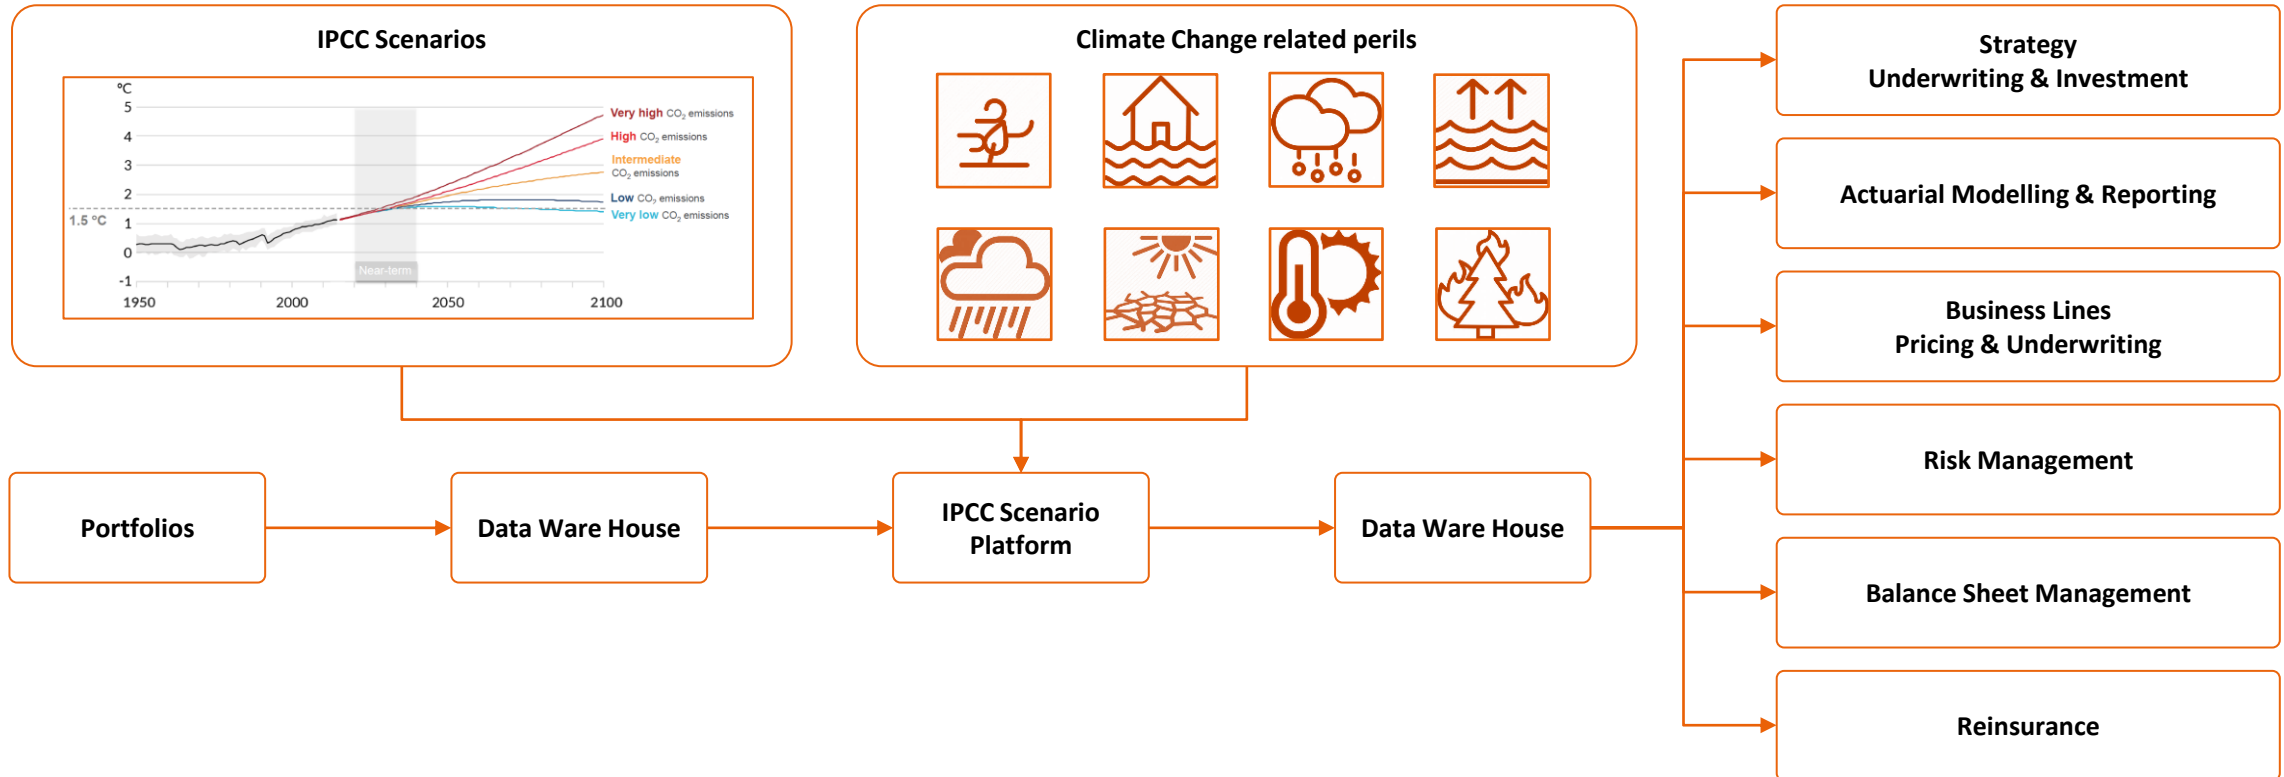 IPCC Scenarios
°C
5
4
3
2
1
0
-1
1.5 °C
1950
2000
2050
2100
Near-term
Very high CO₂ emissions
High CO₂ emissions
Intermediate
CO₂ emissions
Low CO₂ emissions
Very low CO₂ emissions
Climate Change related perils
Portfolios
Data Ware House
IPCC Scenario
Platform
Data Ware House
Strategy
Underwriting & Investment
Actuarial Modelling & Reporting
Business Lines
Pricing & Underwriting
Risk Management
Balance Sheet Management
Reinsurance